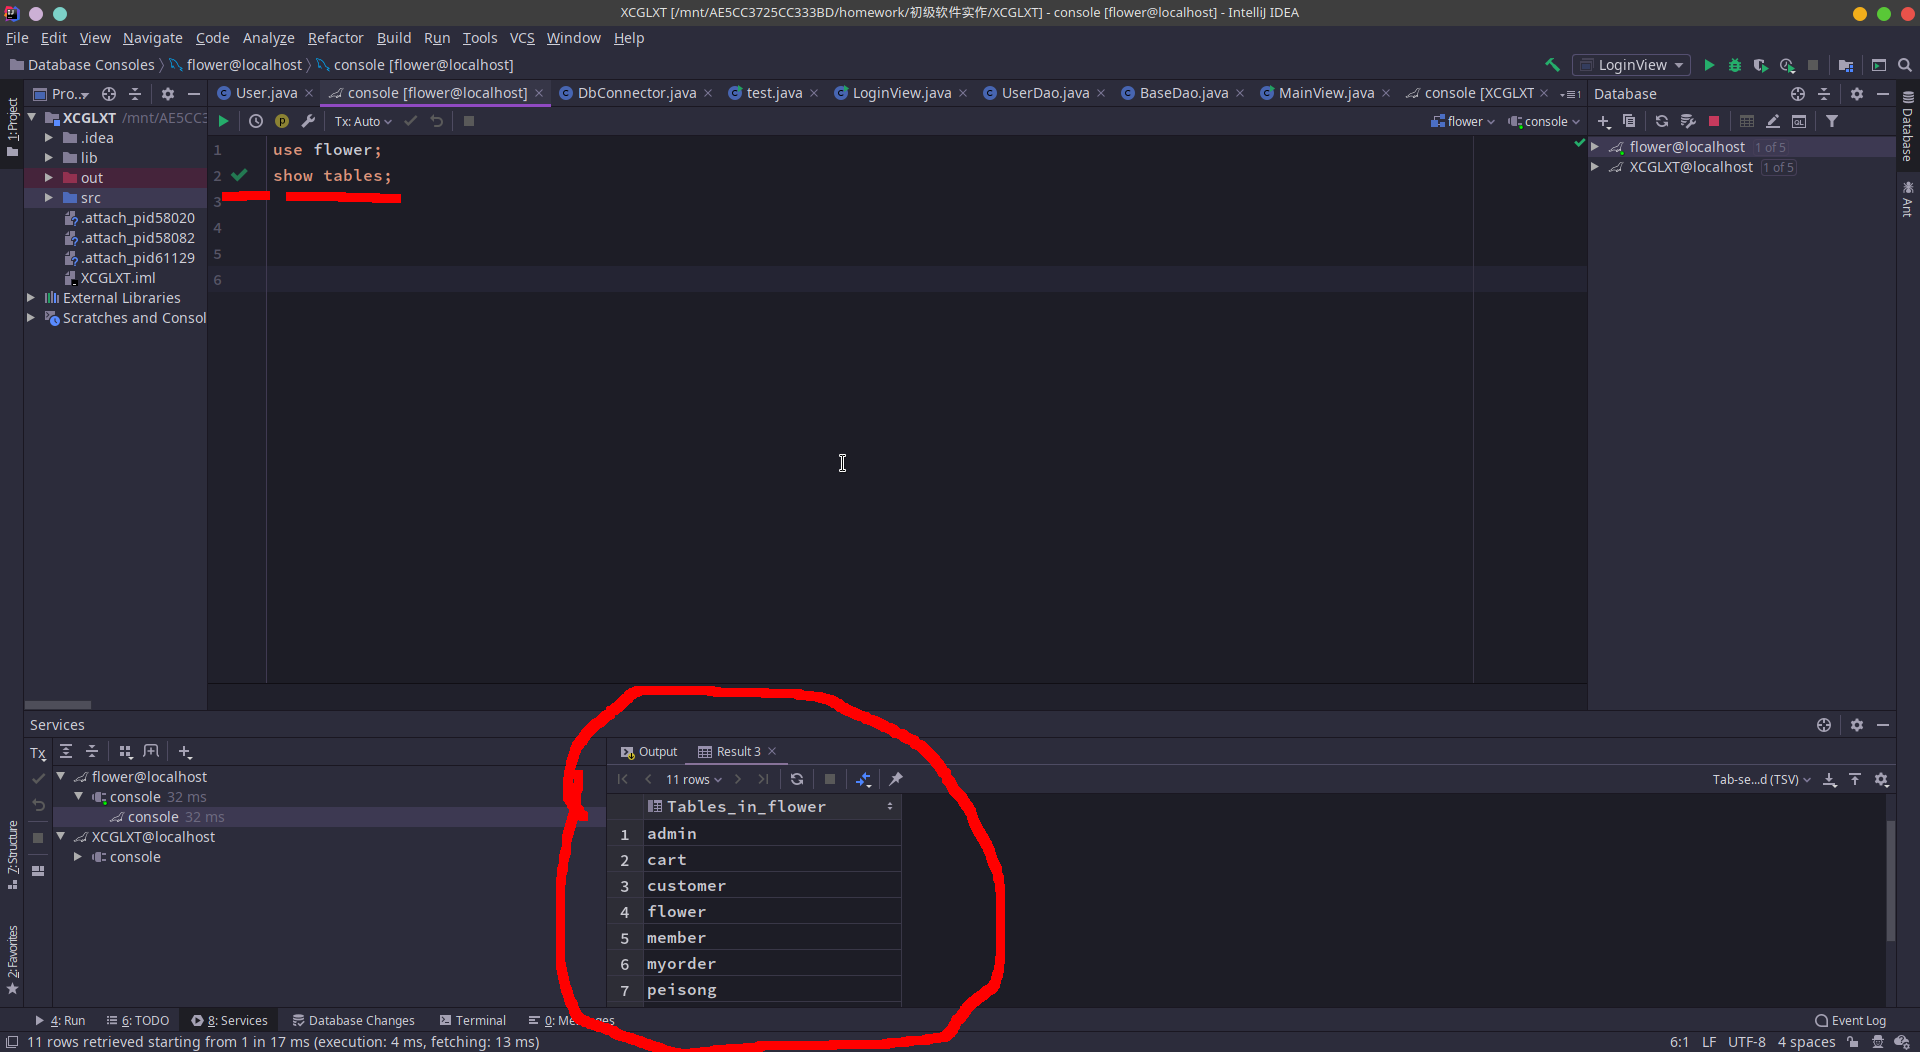 XCGLXT [/mnt/AE5CC3725CC333BD/homework/初级软件实作/XCGLXT] - console [flower@localhost] - IntelliJ IDEA
File Edit View Navigate Code Analyze Refactor Build Run Tools VCS Window Help
Database Consoles flower@localhost console [flower@localhost] LoginView
1: Project
Pro..
User.java console [flower@localhost] DbConnector.java test.java LoginView.java UserDao.java BaseDao.java MainView.java console [XCGLXT
Database
XCGLXT /mnt/AE5CC3
.idea
lib
out
src
.attach_pid58020
.attach_pid58082
.attach_pid61129
XCGLXT.iml
External Libraries
Scratches and Consol
Tx: Auto flower console
1 use flower;
2 show tables;
3
4
5
6
flower@localhost 1 of 5
XCGLXT@localhost 1 of 5
Database
Ant
Services
Tx
flower@localhost
console 32 ms
console 32 ms
XCGLXT@localhost
console
Output Result 3
11 rows Tab-se...d (TSV)
Tables_in_flower
1 admin
2 cart
3 customer
4 flower
5 member
6 myorder
7 peisong
7: Structure
2: Favorites
4: Run 6: TODO 8: Services Database Changes Terminal 0: Me ges Event Log
11 rows retrieved starting from 1 in 17 ms (execution: 4 ms, fetching: 13 ms) 6:1 LF UTF-8 4 spaces